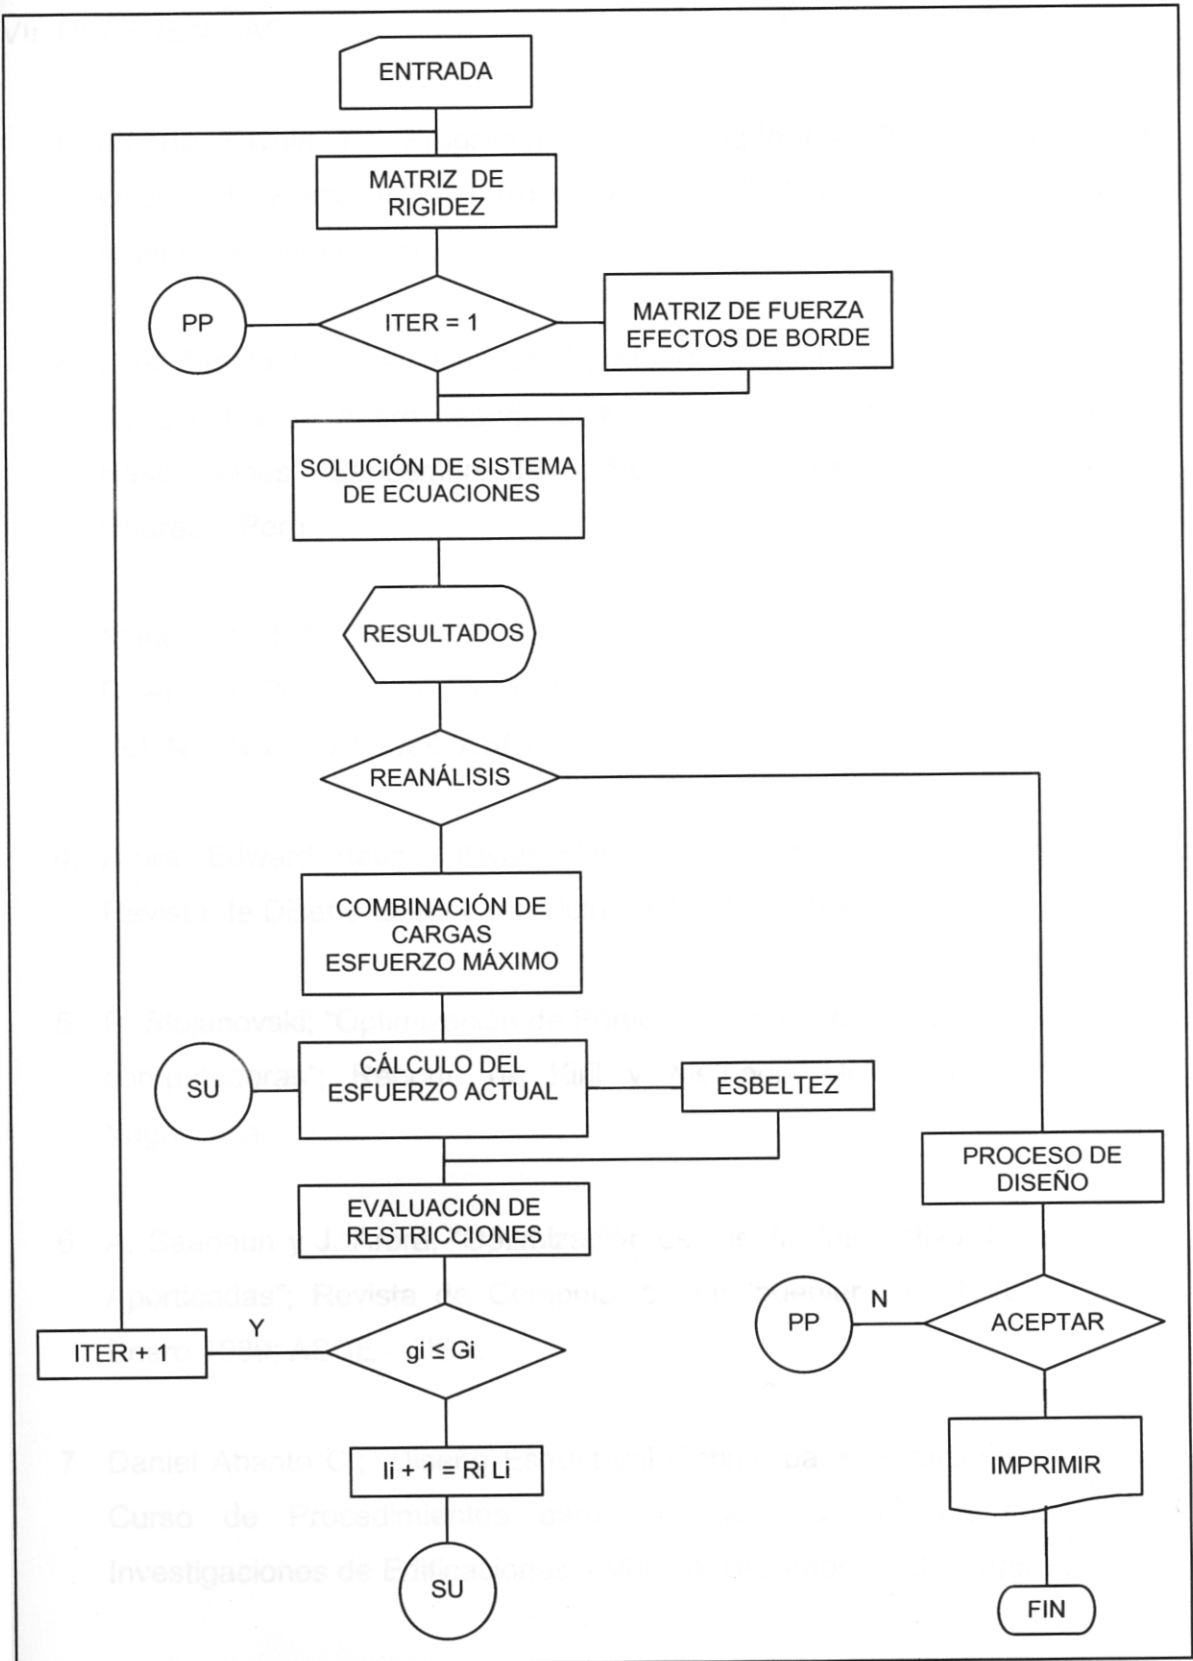 ENTRADA
MATRIZ DE
RIGIDEZ
PP
ITER = 1
MATRIZ DE FUERZA
EFECTOS DE BORDE
SOLUCIÓN DE SISTEMA
DE ECUACIONES
RESULTADOS
REANÁLISIS
COMBINACIÓN DE
CARGAS
ESFUERZO MÁXIMO
SU
CÁLCULO DEL
ESFUERZO ACTUAL
ESBELTEZ
EVALUACIÓN DE
RESTRICCIONES
PROCESO DE
DISEÑO
ITER + 1
Y
gi ≤ Gi
PP
N
ACEPTAR
Ii + 1 = Ri Li
IMPRIMIR
SU
FIN